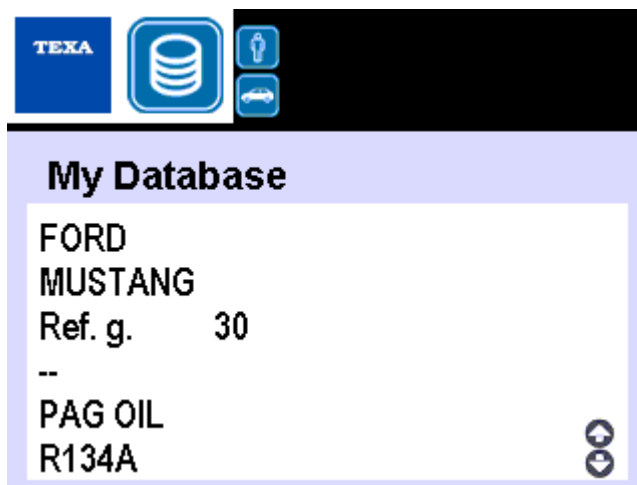 TEXA
My Database
FORD
MUSTANG
Ref. g. 30
--
PAG OIL
R134A